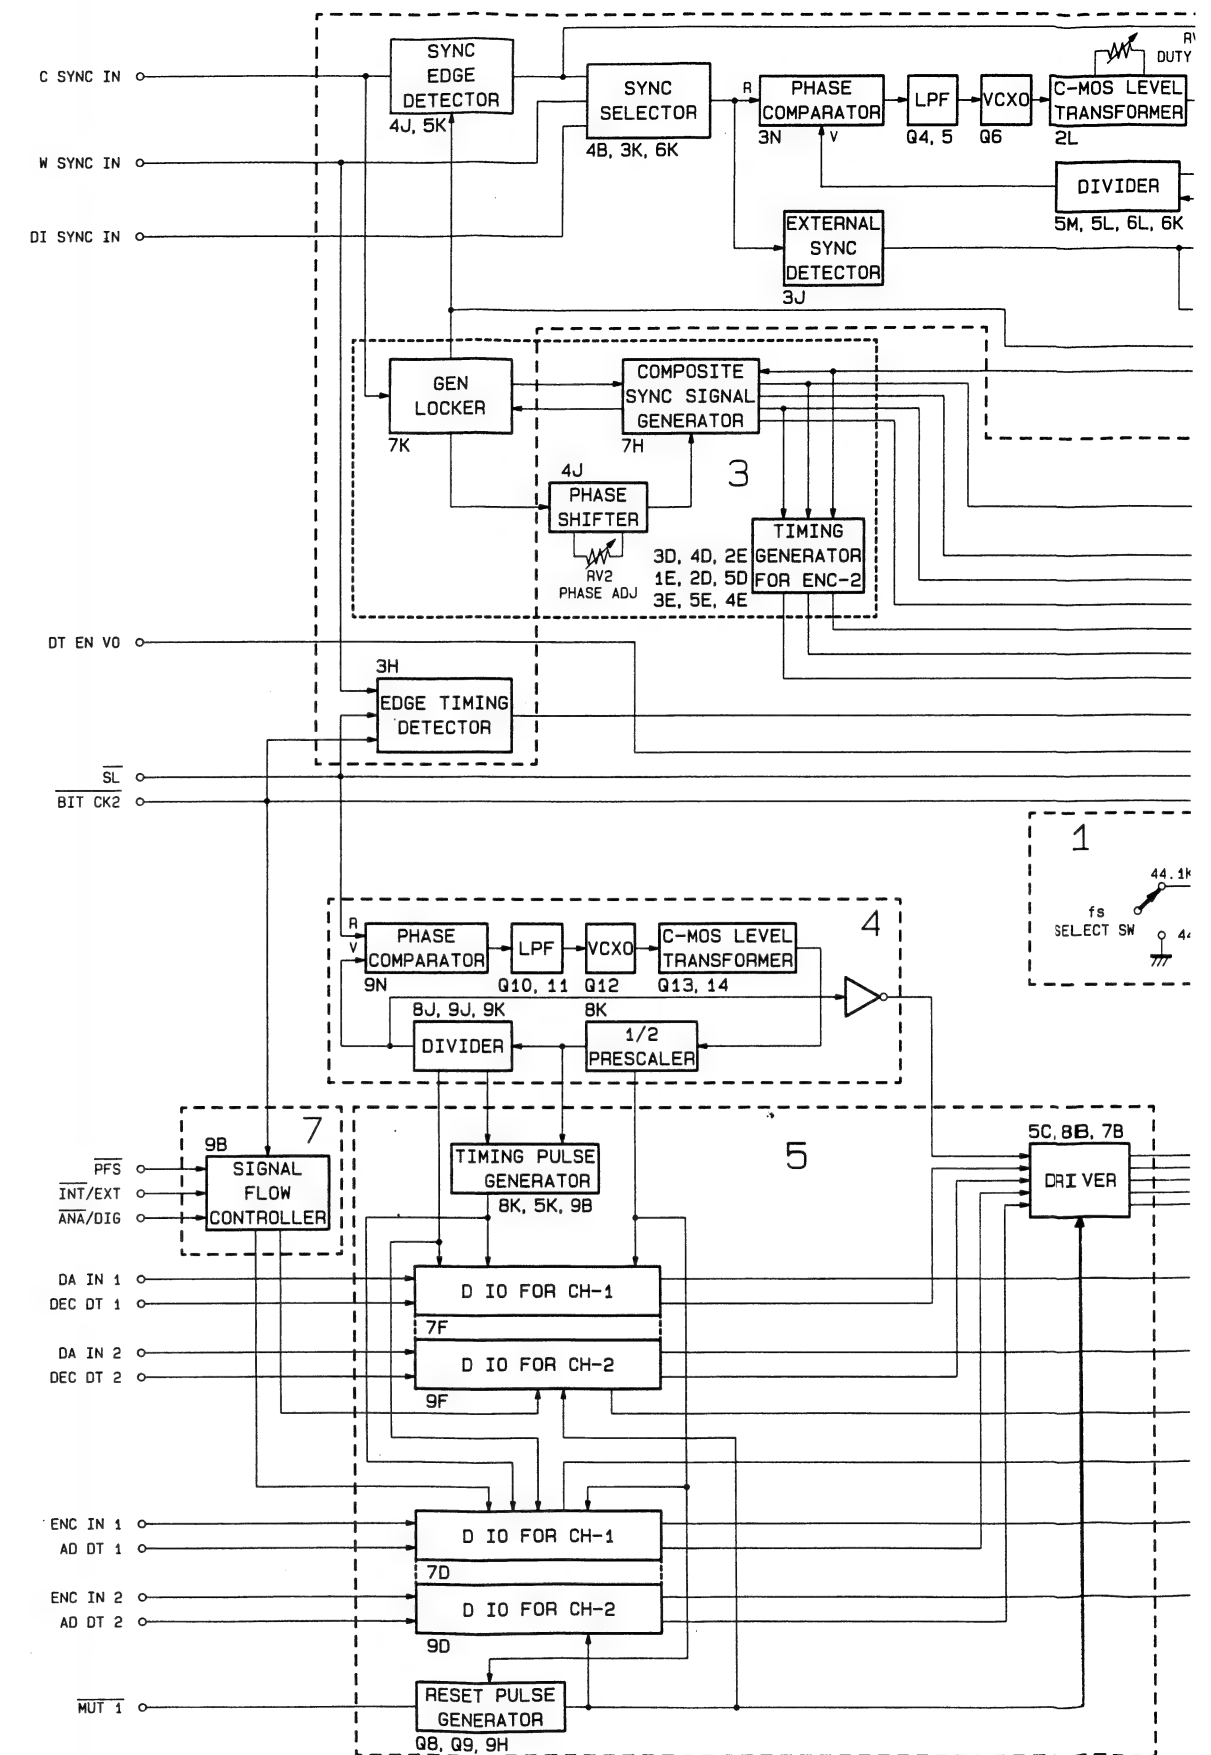 C SYNC IN
SYNC
EDGE
DETECTOR
4J, 5K
SYNC
SELECTOR
4B, 3K, 6K
R
PHASE
COMPARATOR
3N
V
LPF
Q4, 5
VCXO
Q6
DUTY
C-MOS LEVEL
TRANSFORMER
2L
W SYNC IN
DIVIDER
5M, 5L, 6L, 6K
DI SYNC IN
EXTERNAL
SYNC
DETECTOR
3J
GEN
LOCKER
7K
COMPOSITE
SYNC SIGNAL
GENERATOR
7H
3
4J
PHASE
SHIFTER
RV2
PHASE ADJ
TIMING
GENERATOR
FOR ENC-2
3D, 4D, 2E
1E, 2D, 5D
3E, 5E, 4E
DT EN VO
3H
EDGE TIMING
DETECTOR
SL
BIT CK2
1
44.1K
fs
SELECT SW
4
R
V
PHASE
COMPARATOR
9N
LPF
Q10, 11
VCXO
Q12
C-MOS LEVEL
TRANSFORMER
Q13, 14
8J, 9J, 9K
DIVIDER
8K
1/2
PRESCALER
7
9B
SIGNAL
FLOW
CONTROLLER
PFS
INT/EXT
ANA/DIG
5
TIMING PULSE
GENERATOR
8K, 5K, 9B
5C, 8B, 7B
DRIVER
DA IN 1
DEC DT 1
D IO FOR CH-1
7F
DA IN 2
DEC DT 2
D IO FOR CH-2
9F
ENC IN 1
AD DT 1
D IO FOR CH-1
7D
ENC IN 2
AD DT 2
D IO FOR CH-2
9D
MUT 1
RESET PULSE
GENERATOR
Q8, Q9, 9H